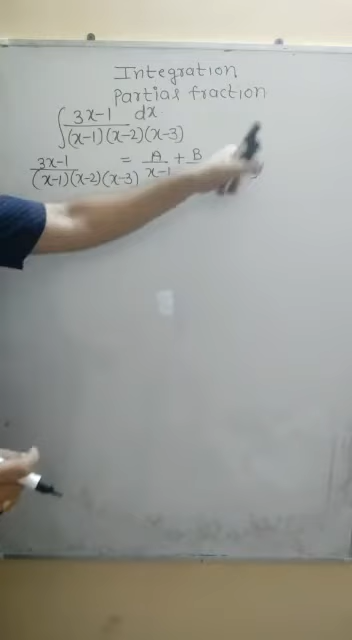 Integration
Partial fraction
∫ 3x-1 / (x-1)(x-2)(x-3) dx
3x-1 / (x-1)(x-2)(x-3) = A / x-1 + B